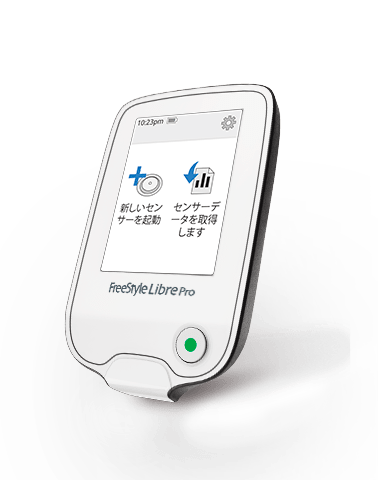 10:23pm
新しいセン
サーを起動
センサーデ
ータを取得
します
FreeStyle Libre Pro